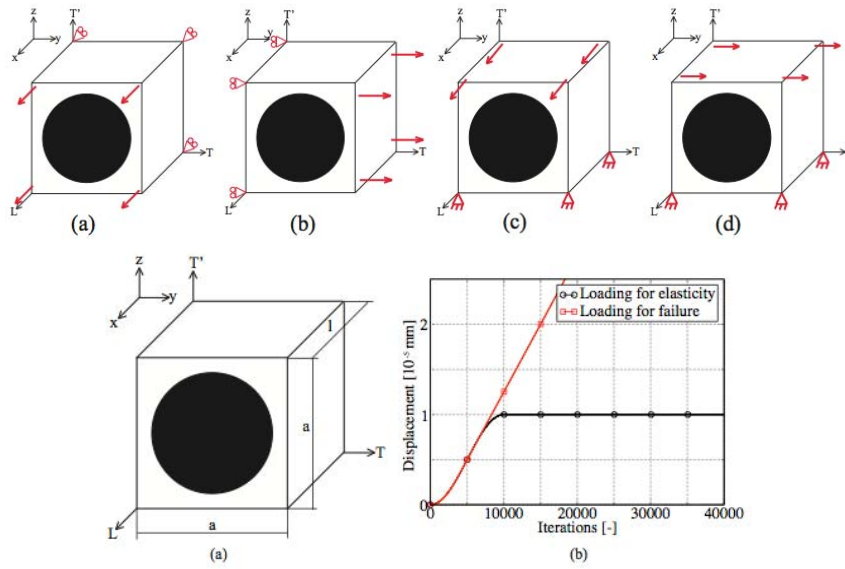 z
y
x
T'
T
L
(a)
z
y
x
T'
T
L
(b)
z
y
x
T'
T
L
(c)
z
y
x
T'
T
L
(d)
z
y
x
T'
l
a
T
L
a
(a)
Displacement [10⁻⁵ mm]
2
1
0
Loading for elasticity
Loading for failure
0 10000 20000 30000 40000
Iterations [-]
(b)